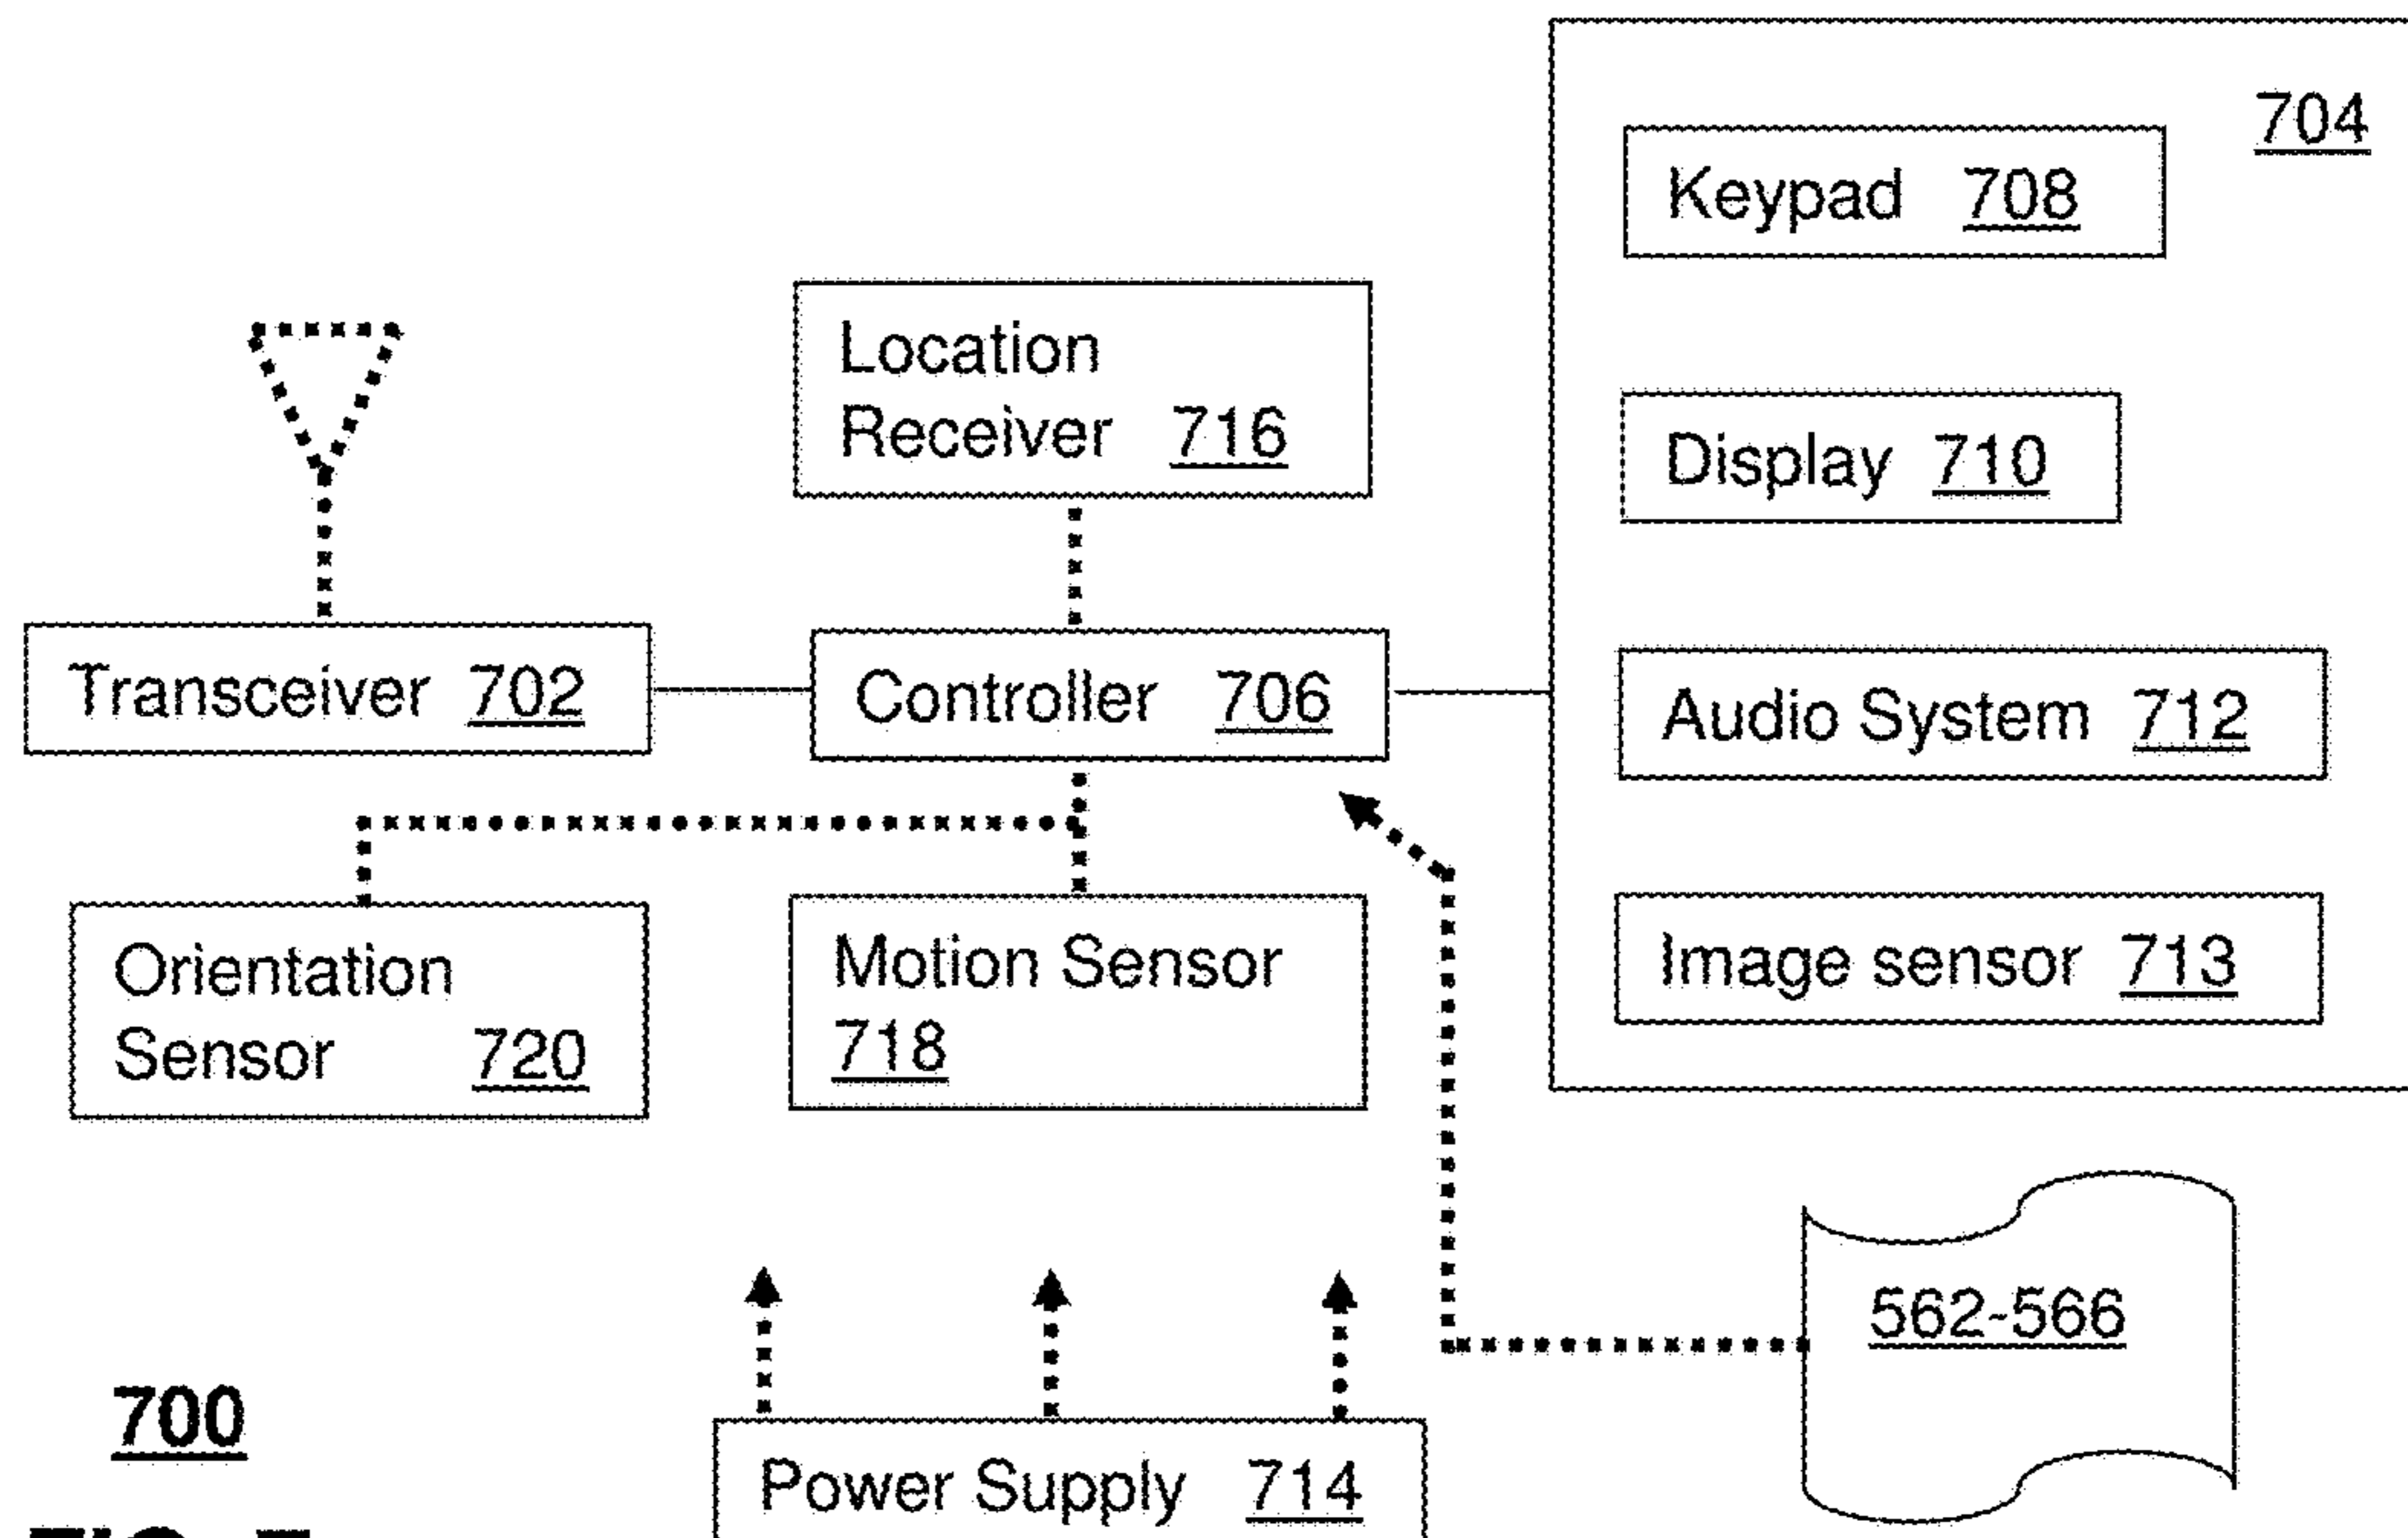 704
Keypad 708
Location
Receiver 716
Display 710
Transceiver 702
Controller 706
Audio System 712
Orientation
Sensor 720
Motion Sensor
718
Image sensor 713
562-566
700
Power Supply 714